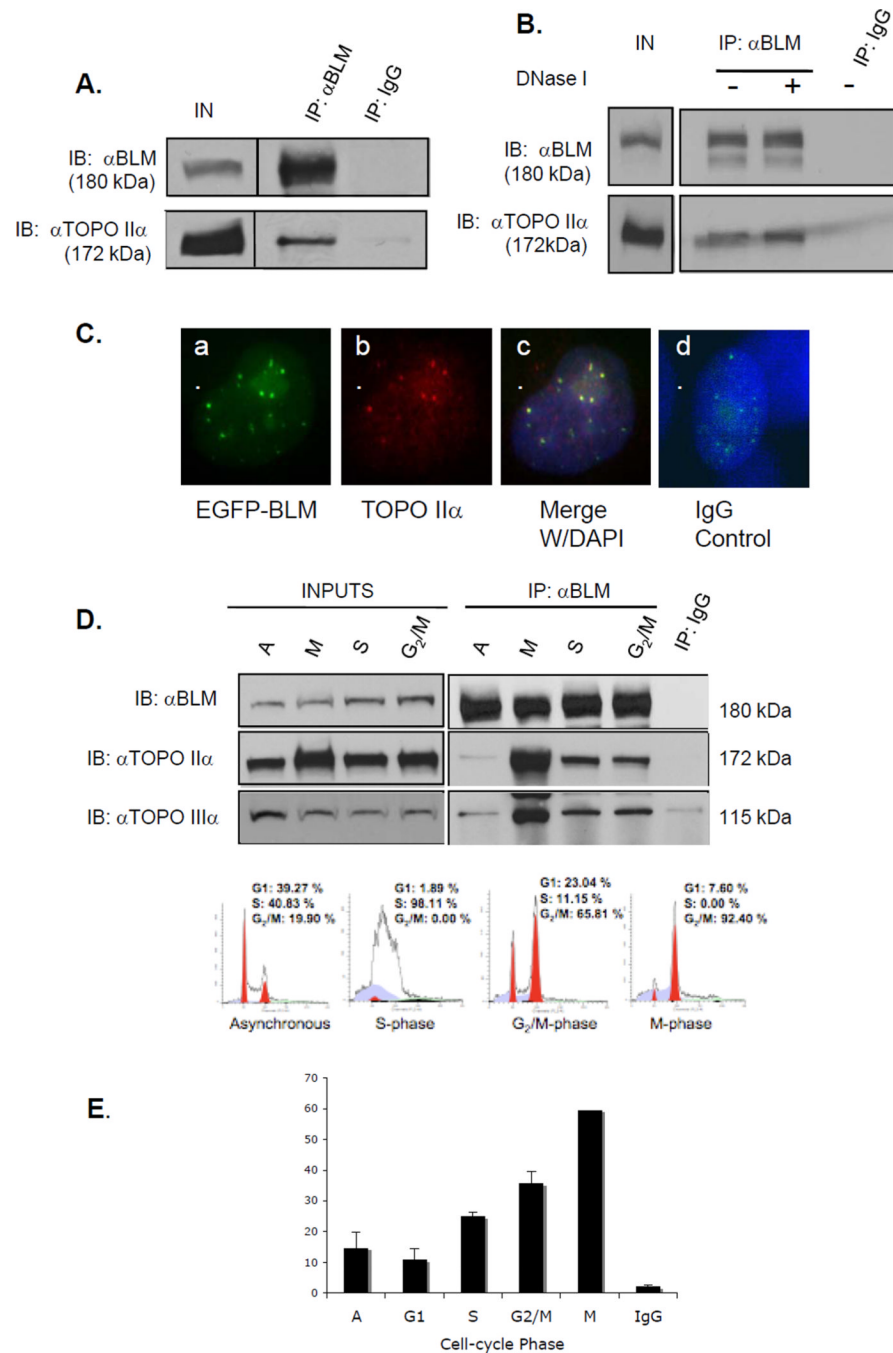 A.
IN
IP: αBLM
IP: IgG
IB: αBLM
(180 kDa)
IB: αTOPO IIα
(172 kDa)
B.
IN
IP: αBLM
IP: IgG
DNase I
- + -
IB: αBLM
(180 kDa)
IB: αTOPO IIα
(172kDa)
C.
a
b
c
d
EGFP-BLM
TOPO IIα
Merge
W/DAPI
IgG
Control
D.
INPUTS
IP: αBLM
IP: IgG
A M S G2/M
A M S G2/M
IB: αBLM
180 kDa
IB: αTOPO IIα
172 kDa
IB: αTOPO IIIα
115 kDa
G1: 39.27 %
S: 40.83 %
G2/M: 19.90 %
Asynchronous
G1: 1.89 %
S: 98.11 %
G2/M: 0.00 %
S-phase
G1: 23.04 %
S: 11.15 %
G2/M: 65.81 %
G2/M-phase
G1: 7.60 %
S: 0.00 %
G2/M: 92.40 %
M-phase
E.
70
60
50
40
30
20
10
0
A G1 S G2/M M IgG
Cell-cycle Phase